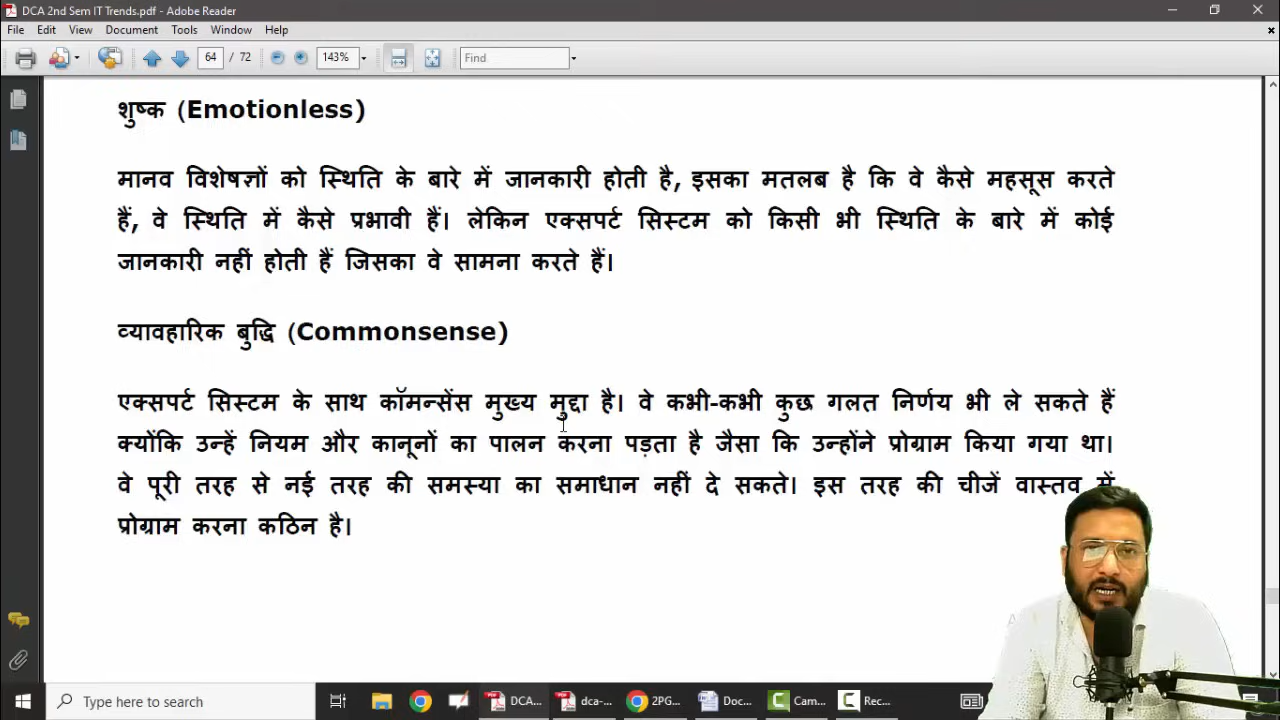 DCA 2nd Sem IT Trends.pdf - Adobe Reader
File Edit View Document Tools Window Help
64 / 72 143% Find
शुष्क (Emotionless)
मानव विशेषज्ञों को स्थिति के बारे में जानकारी होती है, इसका मतलब है कि वे कैसे महसूस करते
हैं, वे स्थिति में कैसे प्रभावी हैं। लेकिन एक्सपर्ट सिस्टम को किसी भी स्थिति के बारे में कोई
जानकारी नहीं होती हैं जिसका वे सामना करते हैं।
व्यावहारिक बुद्धि (Commonsense)
एक्सपर्ट सिस्टम के साथ कॉमन्सेंस मुख्य मुद्दा है। वे कभी-कभी कुछ गलत निर्णय भी ले सकते हैं
क्योंकि उन्हें नियम और कानूनों का पालन करना पड़ता है जैसा कि उन्होंने प्रोग्राम किया गया था।
वे पूरी तरह से नई तरह की समस्या का समाधान नहीं दे सकते। इस तरह की चीजें वास्तव में
प्रोग्राम करना कठिन है।
Type here to search DCA... dca-... 2PG... Doc... Cam... Rec...